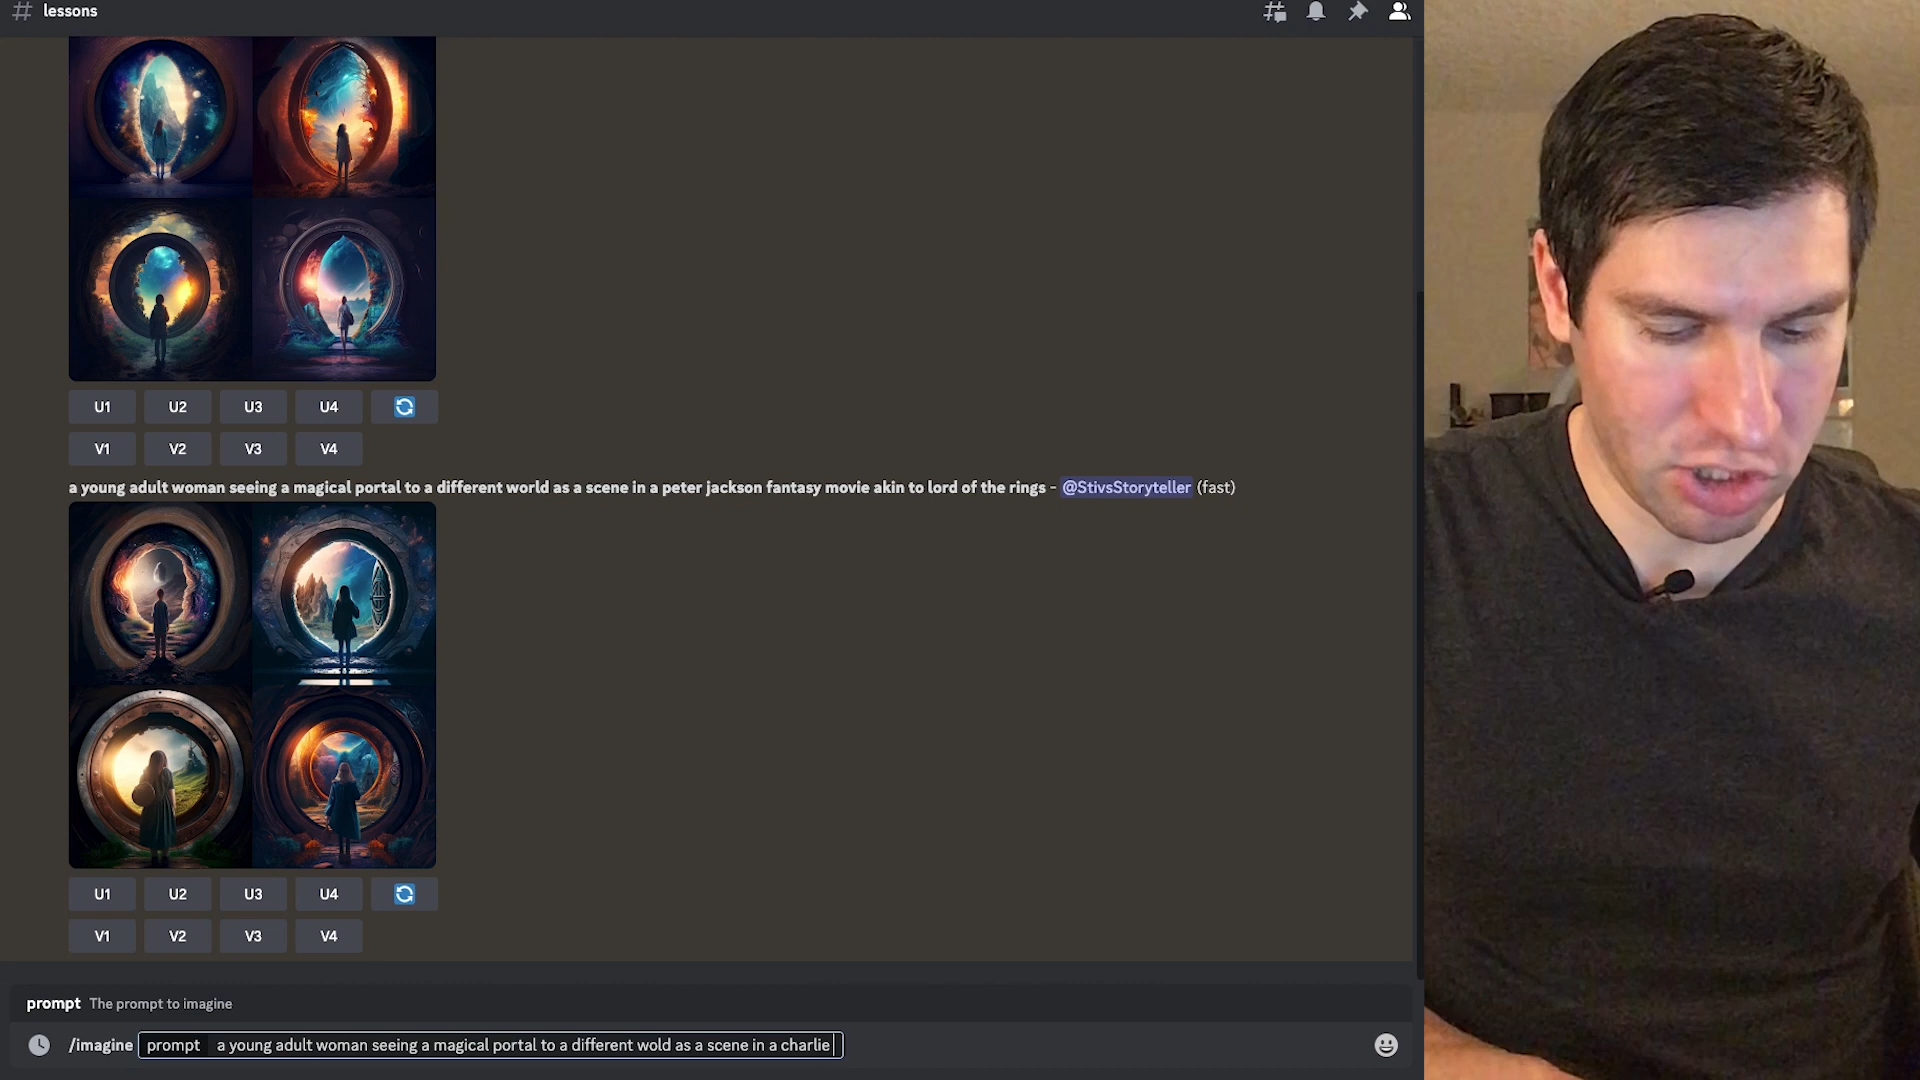 # lessons
U1 U2 U3 U4
V1 V2 V3 V4
a young adult woman seeing a magical portal to a different world as a scene in a peter jackson fantasy movie akin to lord of the rings - @StivsStoryteller (fast)
U1 U2 U3 U4
V1 V2 V3 V4
prompt The prompt to imagine
/imagine prompt a young adult woman seeing a magical portal to a different wold as a scene in a charlie